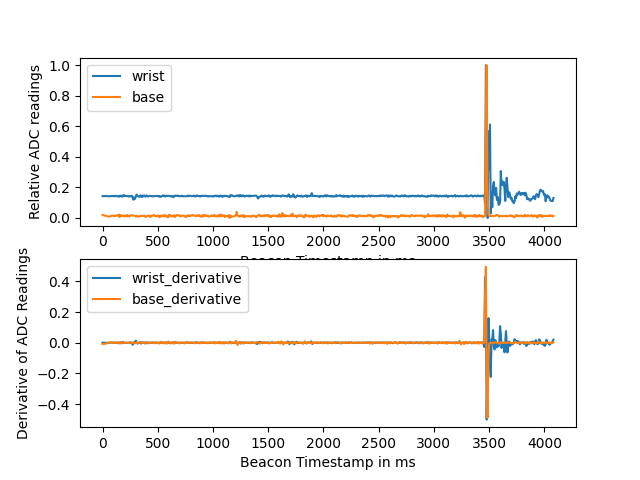 Relative ADC readings
1.0
0.8
0.6
0.4
0.2
0.0
wrist
base
0 500 1000 1500 2000 2500 3000 3500 4000
Beacon Timestamp in ms
Derivative of ADC Readings
0.4
0.2
0.0
−0.2
−0.4
wrist_derivative
base_derivative
0 500 1000 1500 2000 2500 3000 3500 4000
Beacon Timestamp in ms